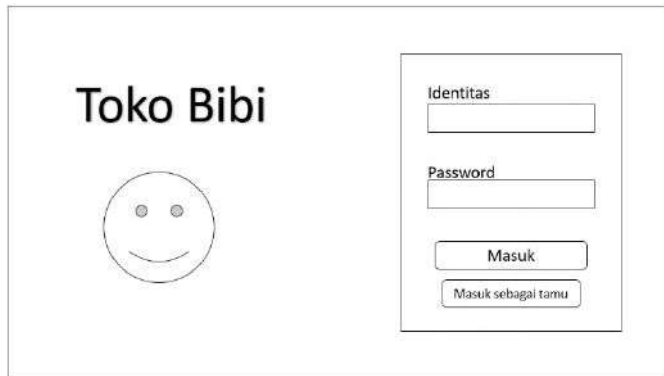 Toko Bibi
Identitas
Password
Masuk
Masuk sebagai tamu